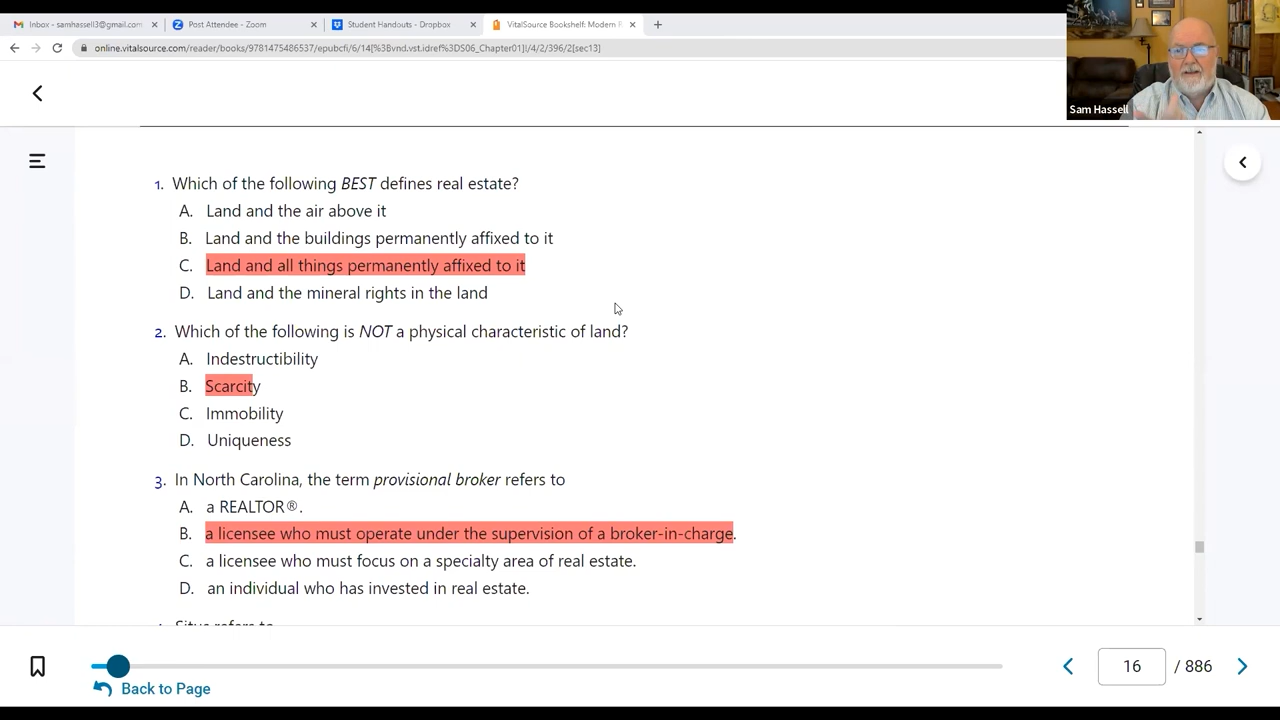 Inbox - samhassell3@gmail.com
Post Attendee - Zoom
Student Handouts - Dropbox
VitalSource Bookshelf: Modern R
online.vitalsource.com/reader/books/9781475486537/epubcfi/6/14[%3Bvnd.vst.idref%3DS06_Chapter01]!/4/2/396/2[sec13]
Sam Hassell
1. Which of the following BEST defines real estate?
A. Land and the air above it
B. Land and the buildings permanently affixed to it
C. Land and all things permanently affixed to it
D. Land and the mineral rights in the land
2. Which of the following is NOT a physical characteristic of land?
A. Indestructibility
B. Scarcity
C. Immobility
D. Uniqueness
3. In North Carolina, the term provisional broker refers to
A. a REALTOR®.
B. a licensee who must operate under the supervision of a broker-in-charge.
C. a licensee who must focus on a specialty area of real estate.
D. an individual who has invested in real estate.
Situs refers to
16 / 886
Back to Page